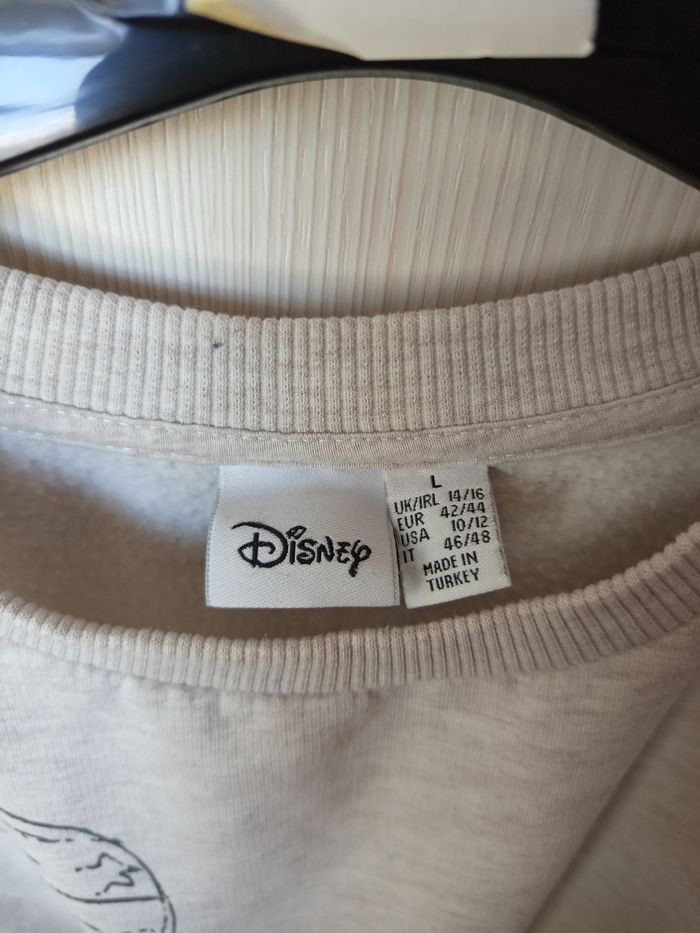 Disney
L
UK/IRL 14/16
EUR 42/44
USA 10/12
IT 46/48
MADE IN
TURKEY